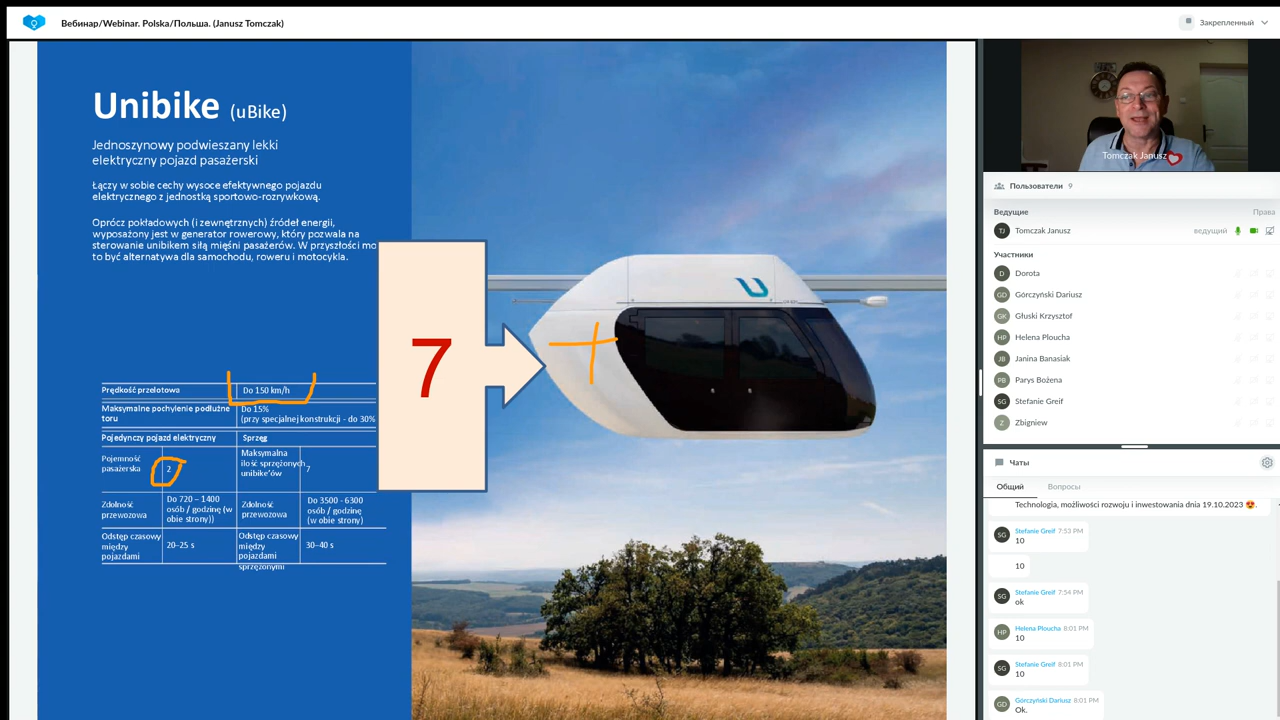 Вебинар/Webinar. Polska/Польша. (Janusz Tomczak)
Закрепленный
Unibike (uBike)
Jednoszynowy podwieszany lekki
elektryczny pojazd pasażerski
Łączy w sobie cechy wysoce efektywnego pojazdu
elektrycznego z jednostką sportowo-rozrywkową.
Oprócz pokładowych (i zewnętrznych) źródeł energii,
wyposażony jest w generator rowerowy, który pozwala na
sterowanie unibikem siłą mięśni pasażerów. W przyszłości mo
to być alternatywa dla samochodu, roweru i motocykla.
7
Prędkość przelotowa
Do 150 km/h
Maksymalne pochylenie podłużne
toru
Do 15%
(przy specjalnej konstrukcji - do 30%
Pojedynczy pojazd elektryczny
Sprzęg
Pojemność
pasażerska
2
Maksymalna
ilość sprzężonych
unibike'ów
7
Zdolność
przewozowa
Do 720 – 1400
osób / godzinę (w
obie strony))
Zdolność
przewozowa
Do 3500 - 6300
osób / godzinę
(w obie strony)
Odstęp czasowy
między
pojazdami
20–25 s
Odstęp czasowy
między
pojazdami
sprzężonymi
30–40 s
Tomczak Janusz
Пользователи 9
Ведущие
Права
TJ
Tomczak Janusz
ведущий
Участники
D
Dorota
GD
Górczyński Dariusz
GK
Głuski Krzysztof
HP
Helena Ploucha
JB
Janina Banasiak
PB
Parys Bożena
SG
Stefanie Greif
Z
Zbigniew
Чаты
Общий
Вопросы
Technologia, możliwości rozwoju i inwestowania dnia 19.10.2023 😍.
SG
Stefanie Greif 7:53 PM
10
10
SG
Stefanie Greif 7:54 PM
ok
HP
Helena Ploucha 8:01 PM
10
SG
Stefanie Greif 8:01 PM
10
GD
Górczyński Dariusz 8:01 PM
Ok.